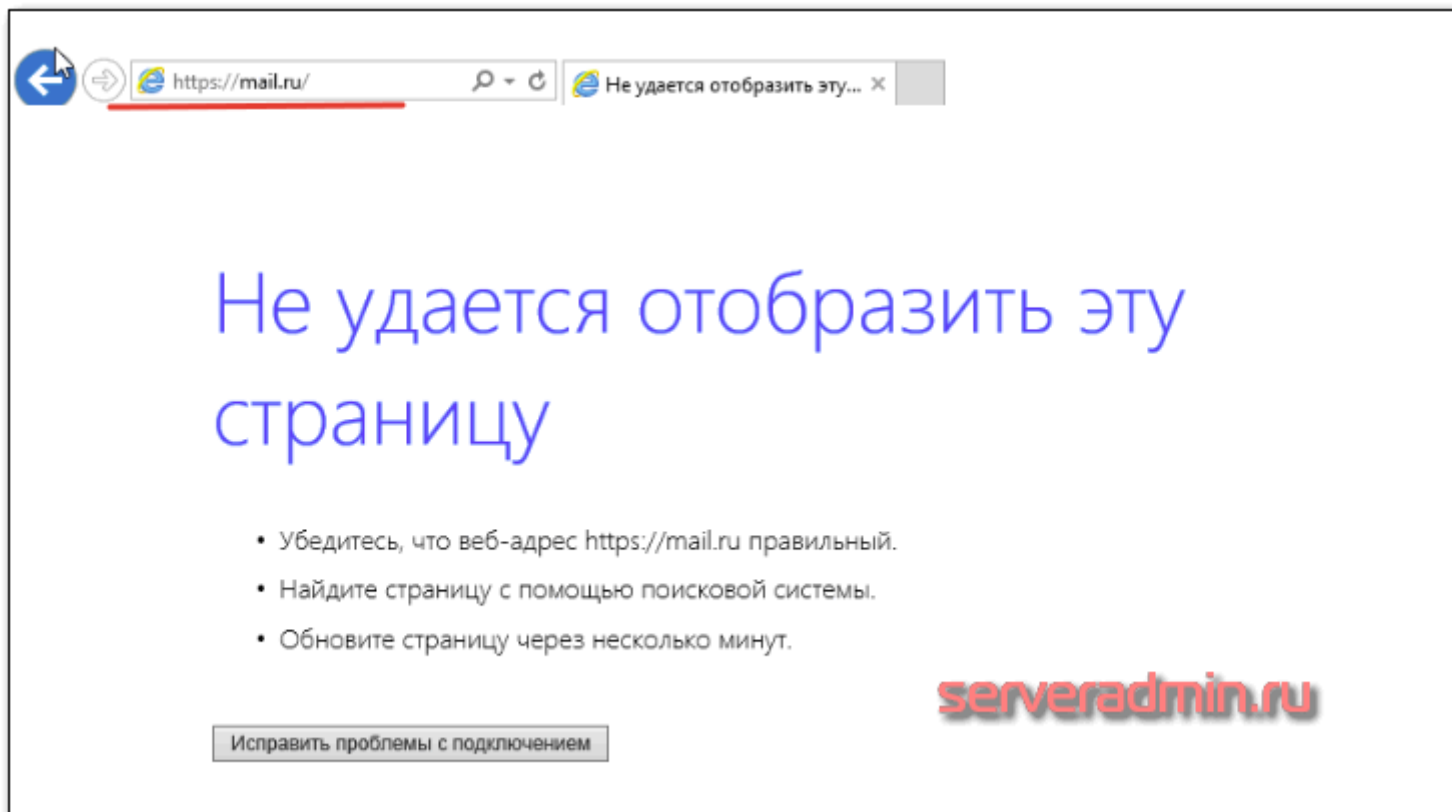 https://mail.ru/
Не удается отобразить эту...
Не удается отобразить эту
страницу
• Убедитесь, что веб-адрес https://mail.ru правильный.
• Найдите страницу с помощью поисковой системы.
• Обновите страницу через несколько минут.
serveradmin.ru
Исправить проблемы с подключением